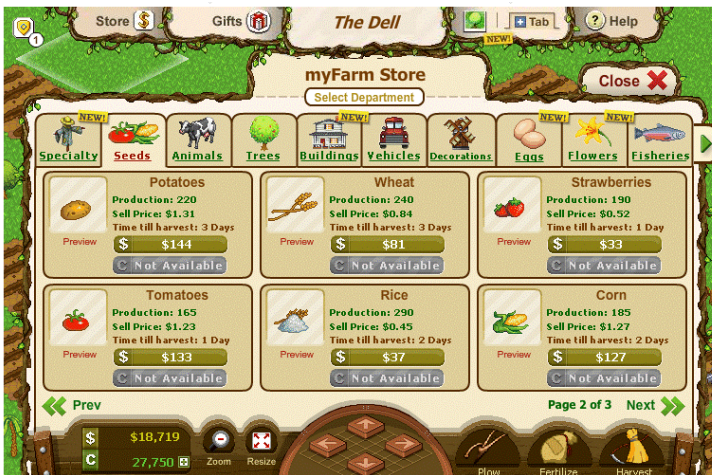 Store $ Gifts The Dell Tab ? Help
1
NEW!
myFarm Store
Close
Select Department
NEW! NEW! NEW! NEW!
Specialty Seeds Animals Trees Buildings Vehicles Decorations Eggs Flowers Fisheries
Potatoes
Production: 220
Sell Price: $1.31
Time till harvest: 3 Days
Preview
$ $144
C Not Available
Wheat
Production: 240
Sell Price: $0.84
Time till harvest: 3 Days
Preview
$ $81
C Not Available
Strawberries
Production: 190
Sell Price: $0.52
Time till harvest: 1 Day
Preview
$ $33
C Not Available
Tomatoes
Production: 165
Sell Price: $1.23
Time till harvest: 1 Day
Preview
$ $133
C Not Available
Rice
Production: 290
Sell Price: $0.45
Time till harvest: 2 Days
Preview
$ $37
C Not Available
Corn
Production: 185
Sell Price: $1.27
Time till harvest: 2 Days
Preview
$ $127
C Not Available
Prev Page 2 of 3 Next
$ $18,719
C 27,750
Zoom Resize
Plow Fertilize Harvest